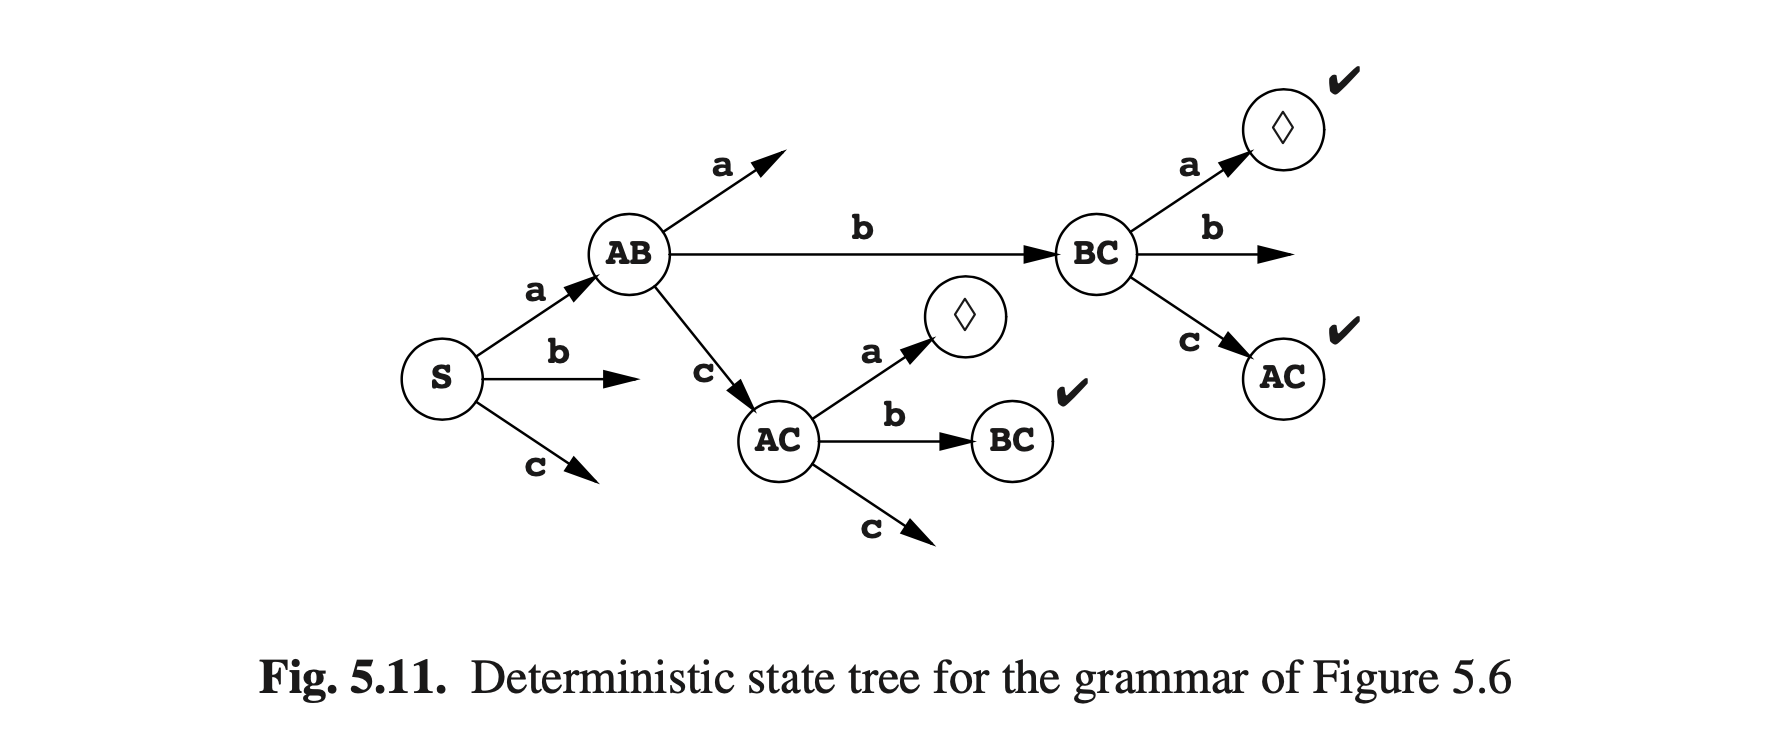 ◇ ✔
a
a b
AB b BC
◇
a c ✔
b a AC
S c
b ✔
AC BC
c
c
Fig. 5.11. Deterministic state tree for the grammar of Figure 5.6